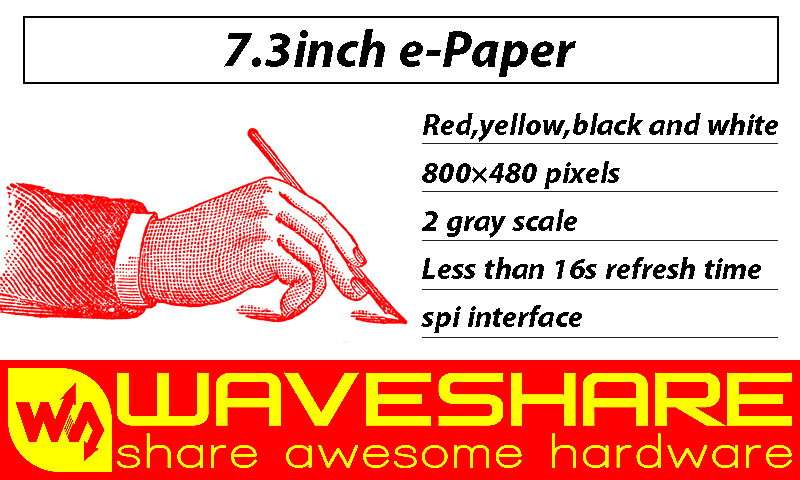 7.3inch e-Paper
Red,yellow,black and white
800×480 pixels
2 gray scale
Less than 16s refresh time
spi interface
WAVESHARE
share awesome hardware